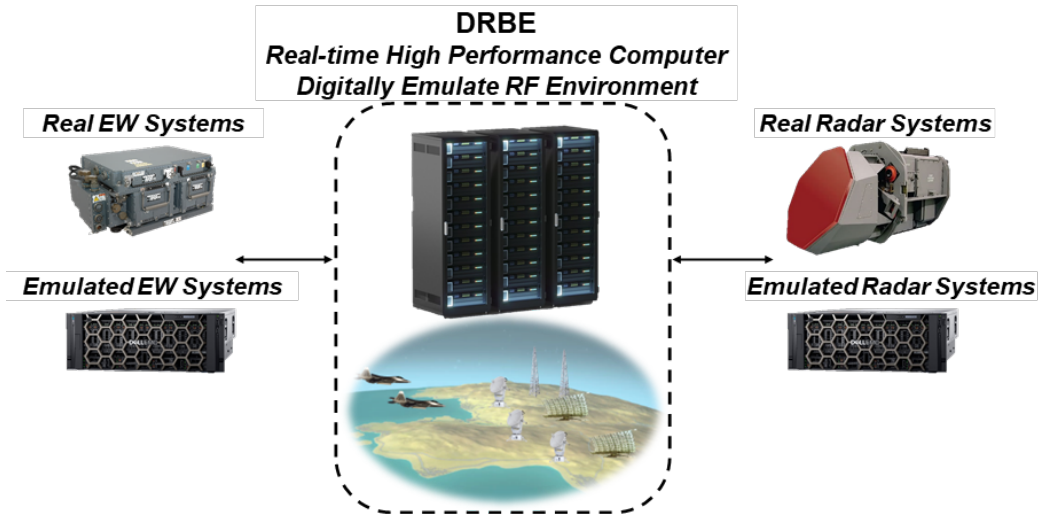 DRBE
Real-time High Performance Computer
Digitally Emulate RF Environment
Real EW Systems
Real Radar Systems
Emulated EW Systems
Emulated Radar Systems